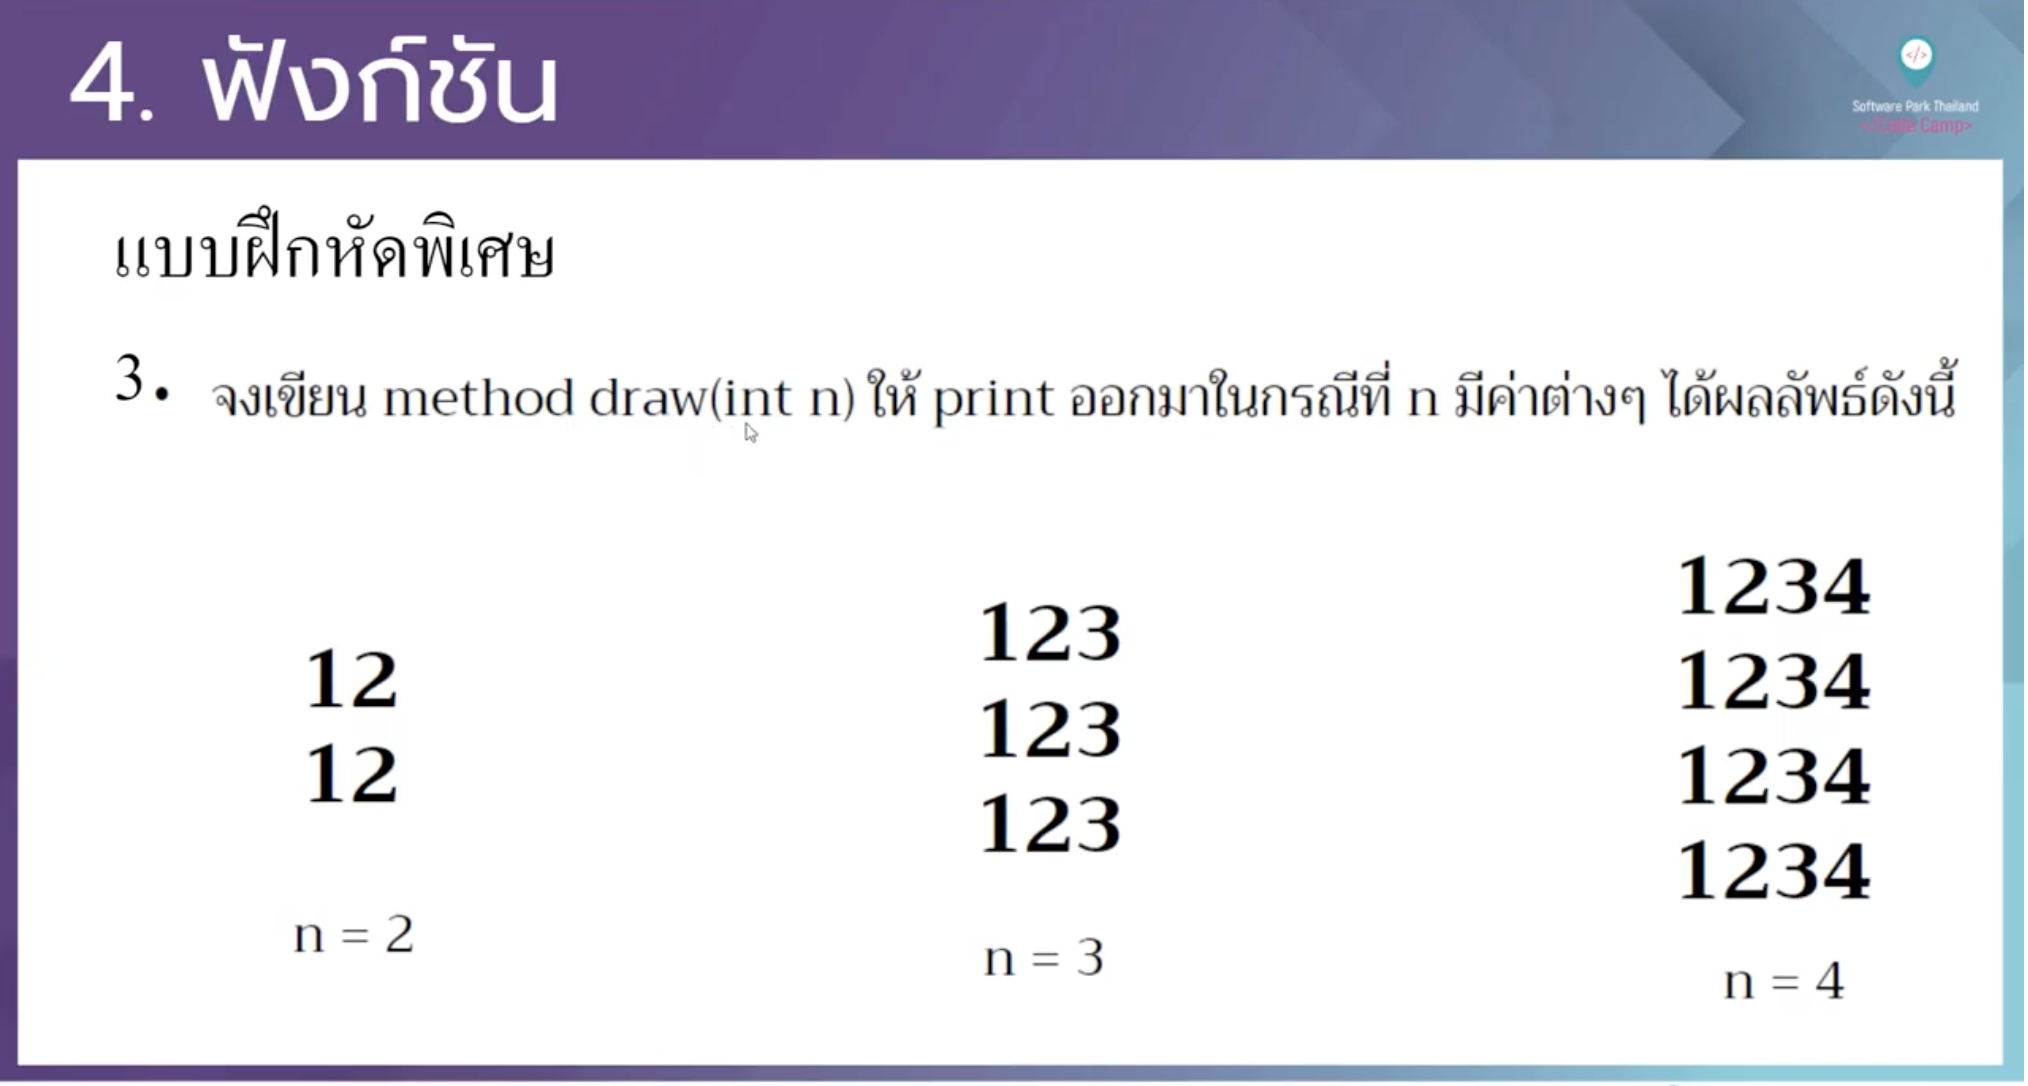 4. ฟังก์ชัน
</>
Software Park Thailand
</Code Camp>
แบบฝึกหัดพิเศษ
3. จงเขียน method draw(int n) ให้ print ออกมาในกรณีที่ n มีค่าต่างๆ ได้ผลลัพธ์ดังนี้
12
12
n = 2
123
123
123
n = 3
1234
1234
1234
1234
n = 4